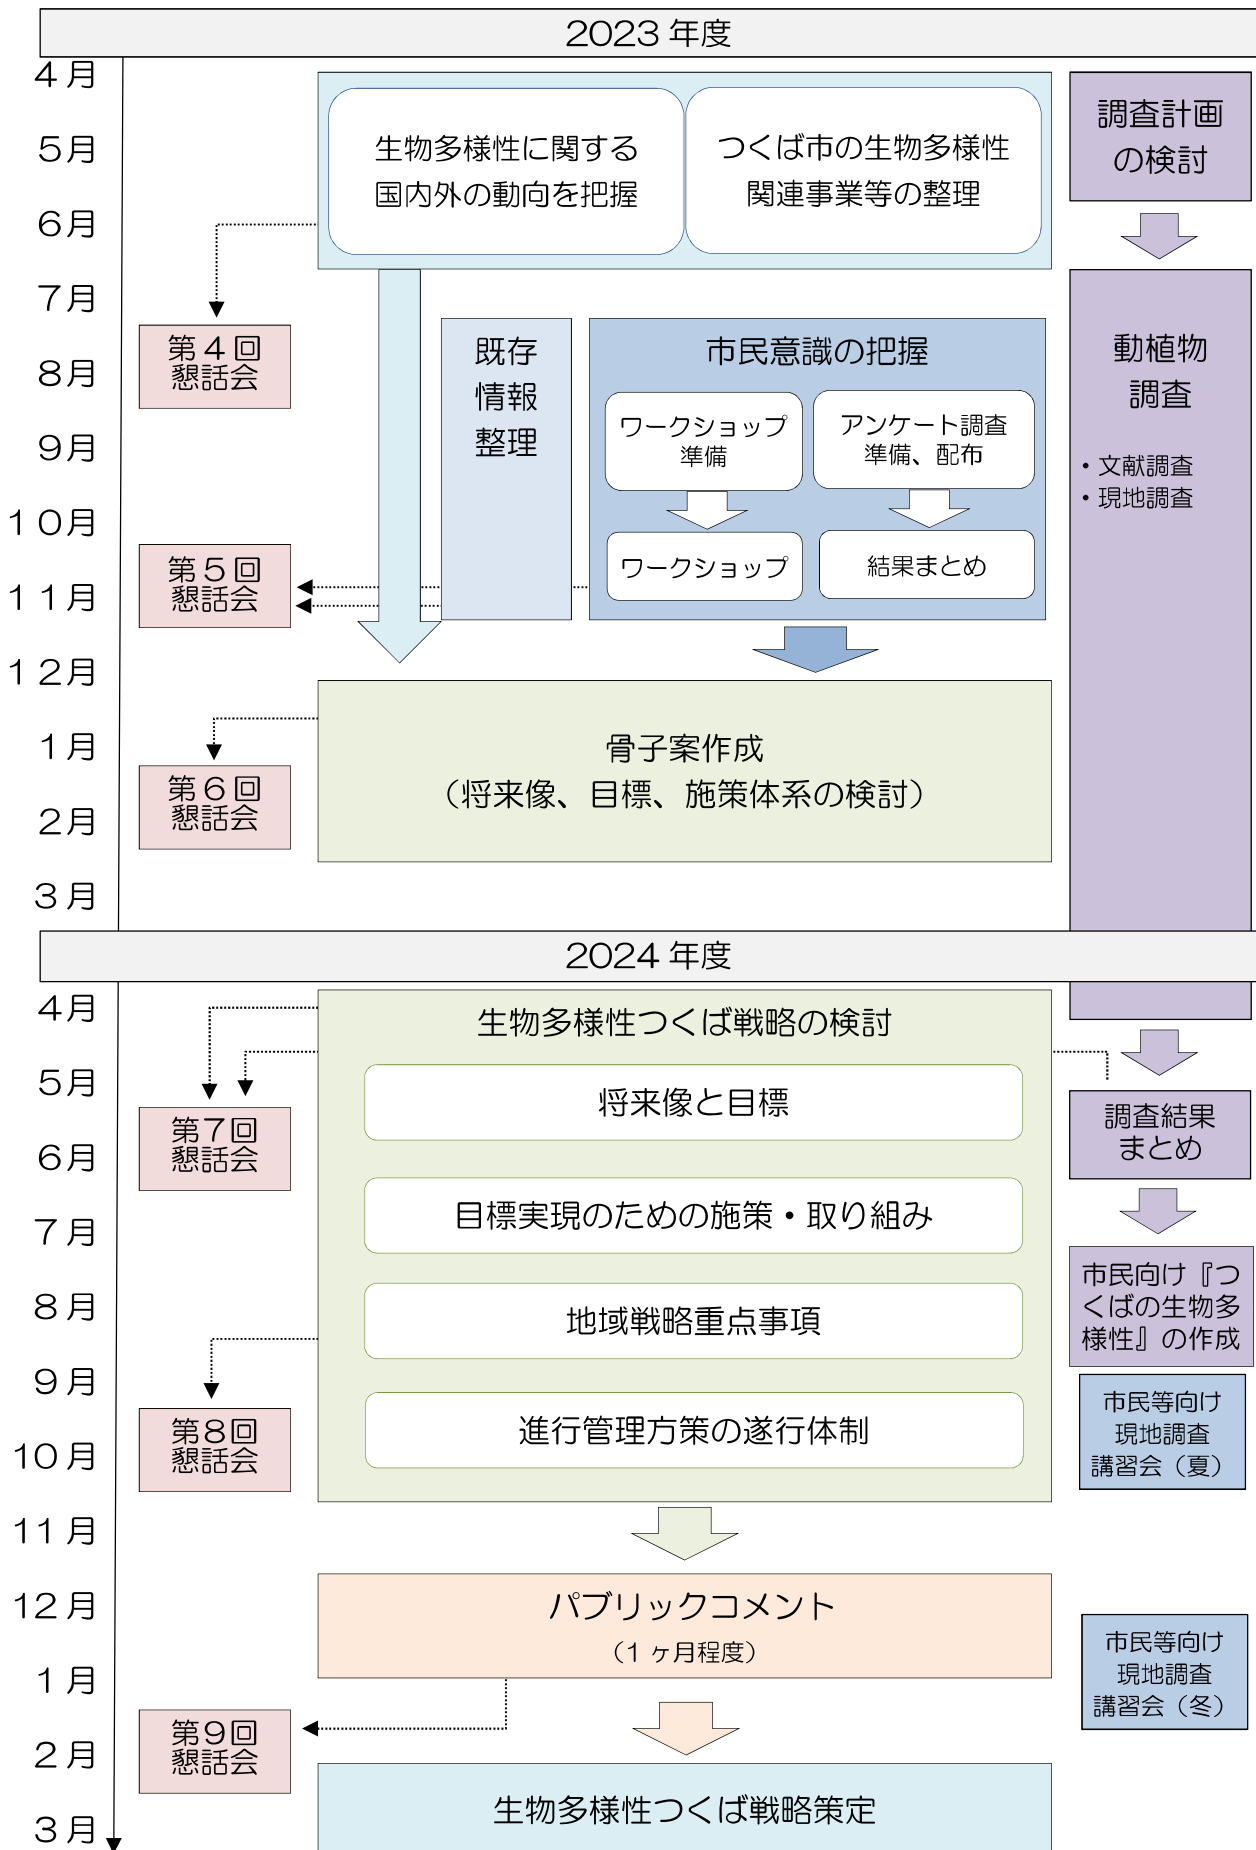 2023 年度
4月
5月
6月
7月
8月
9月
10月
11月
12月
1月
2月
3月
生物多様性に関する
国内外の動向を把握
つくば市の生物多様性
関連事業等の整理
調査計画
の検討
第4回
懇話会
既存
情報
整理
市民意識の把握
ワークショップ
準備
アンケート調査
準備、配布
ワークショップ
結果まとめ
動植物
調査
・文献調査
・現地調査
第5回
懇話会
骨子案作成
（将来像、目標、施策体系の検討）
第6回
懇話会
2024 年度
4月
5月
6月
7月
8月
9月
10月
11月
12月
1月
2月
3月
生物多様性つくば戦略の検討
将来像と目標
目標実現のための施策・取り組み
地域戦略重点事項
進行管理方策の遂行体制
第7回
懇話会
第8回
懇話会
調査結果
まとめ
市民向け『つ
くばの生物多
様性』の作成
市民等向け
現地調査
講習会（夏）
パブリックコメント
（1 ヶ月程度）
市民等向け
現地調査
講習会（冬）
第9回
懇話会
生物多様性つくば戦略策定